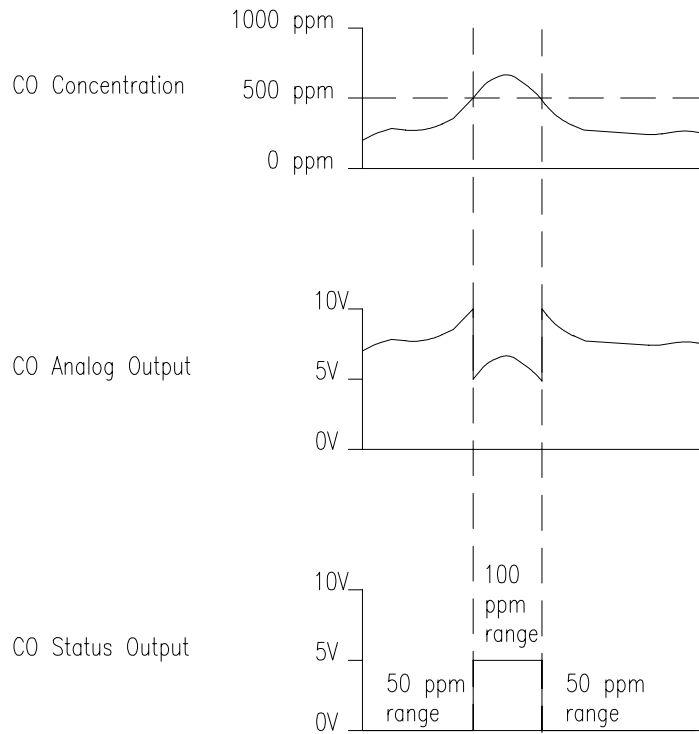 1000 ppm
CO Concentration
500 ppm
0 ppm
10V
CO Analog Output
5V
0V
10V
100
ppm
range
CO Status Output
5V
50 ppm
range
50 ppm
range
0V